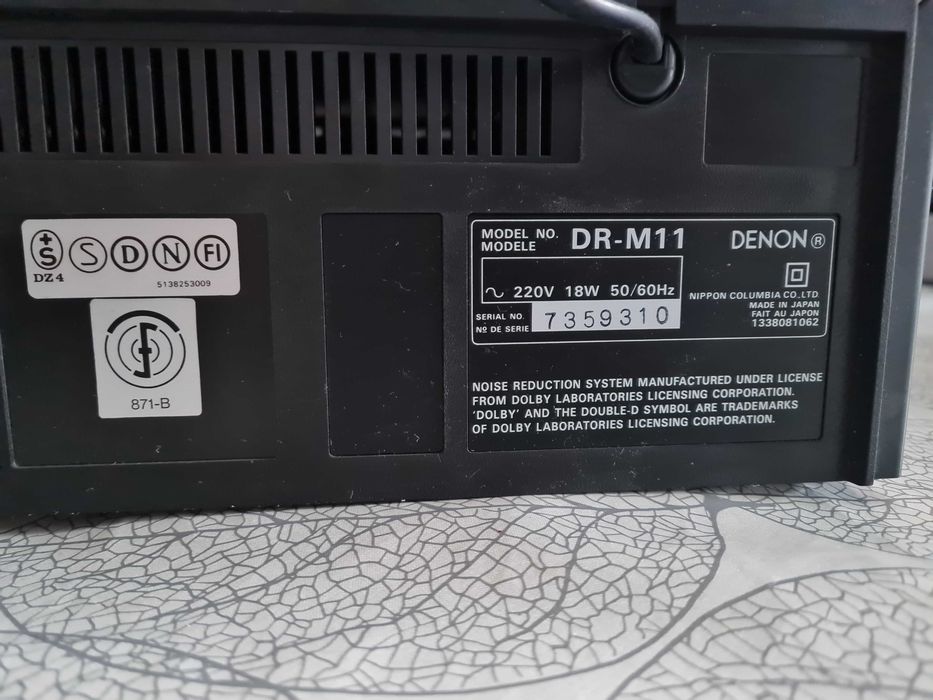 S S D N FI
DZ4
5138253009
871-B
MODEL NO. DR-M11 DENON®
MODELE
~ 220V 18W 50/60Hz
NIPPON COLUMBIA CO.,LTD.
MADE IN JAPAN
FAIT AU JAPON
1338081062
SERIAL NO. 7359310
Nº DE SERIE
NOISE REDUCTION SYSTEM MANUFACTURED UNDER LICENSE
FROM DOLBY LABORATORIES LICENSING CORPORATION.
'DOLBY' AND THE DOUBLE-D SYMBOL ARE TRADEMARKS
OF DOLBY LABORATORIES LICENSING CORPORATION.